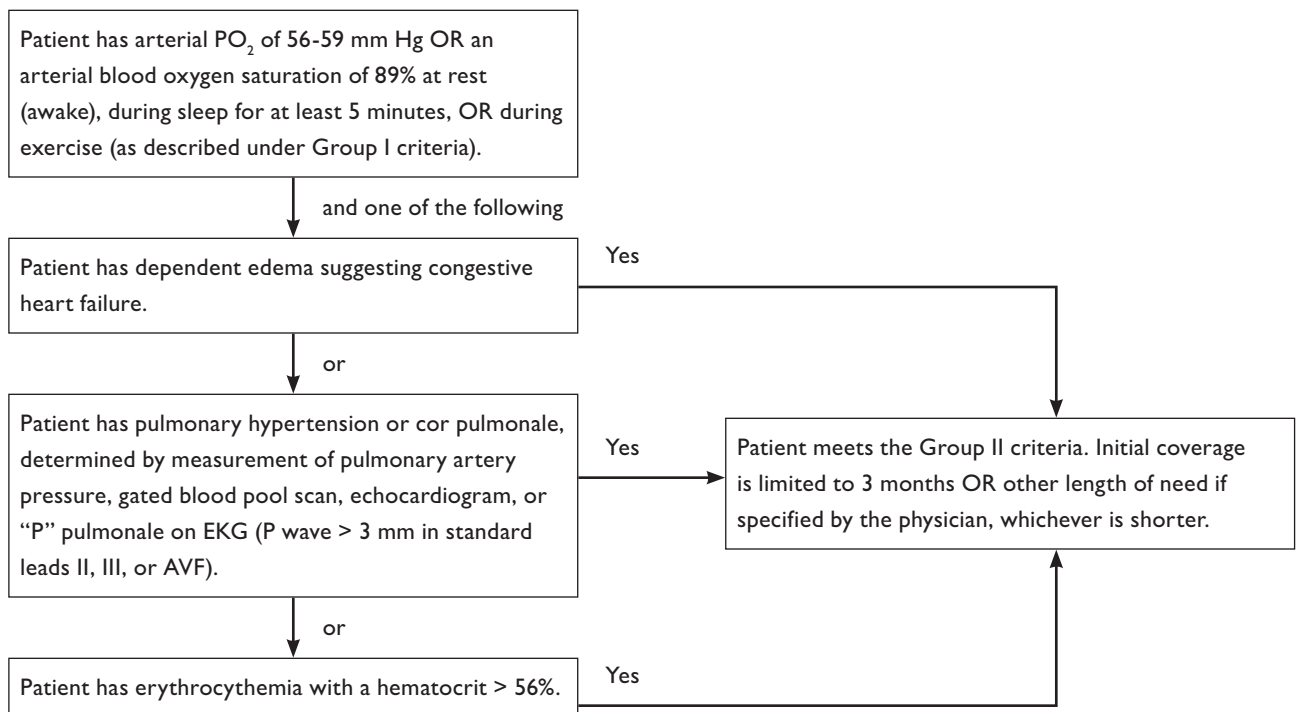 Patient has arterial PO₂ of 56-59 mm Hg OR an
arterial blood oxygen saturation of 89% at rest
(awake), during sleep for at least 5 minutes, OR during
exercise (as described under Group I criteria).
and one of the following
Patient has dependent edema suggesting congestive
heart failure.
Yes
or
Patient has pulmonary hypertension or cor pulmonale,
determined by measurement of pulmonary artery
pressure, gated blood pool scan, echocardiogram, or
“P” pulmonale on EKG (P wave > 3 mm in standard
leads II, III, or AVF).
Yes
Patient meets the Group II criteria. Initial coverage
is limited to 3 months OR other length of need if
specified by the physician, whichever is shorter.
or
Patient has erythrocythemia with a hematocrit > 56%.
Yes